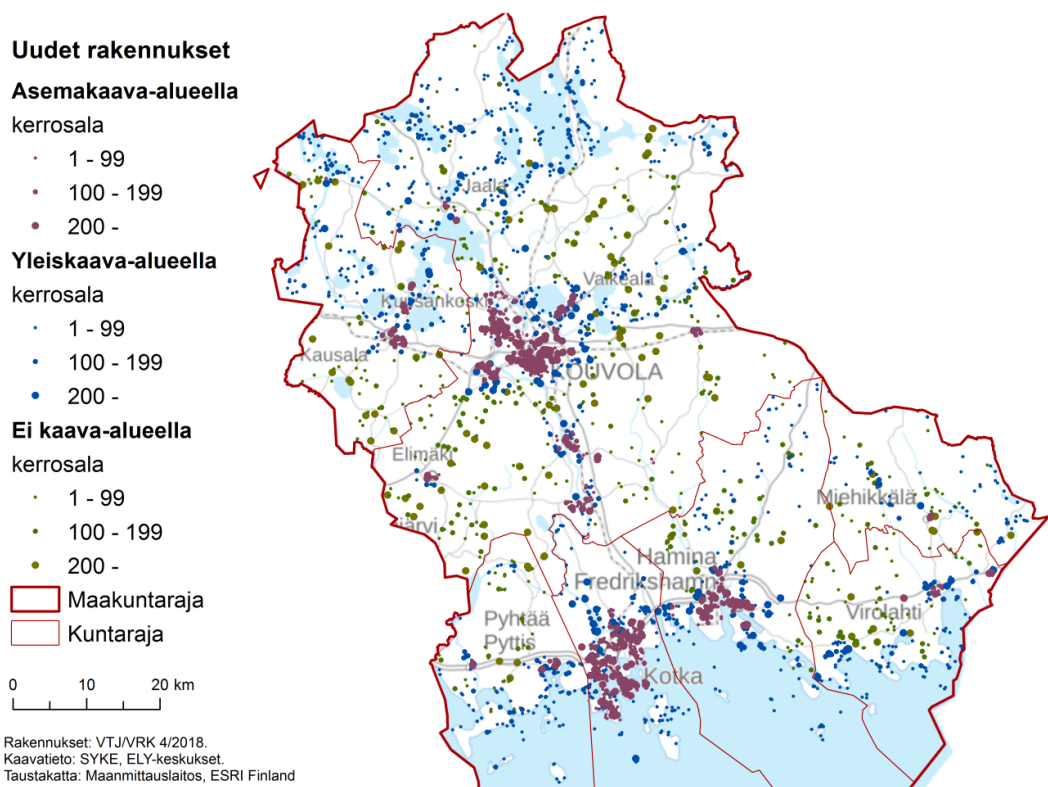 Uudet rakennukset
Asemakaava-alueella
kerrosala
1 - 99
100 - 199
200 -
Yleiskaava-alueella
kerrosala
1 - 99
100 - 199
200 -
Ei kaava-alueella
kerrosala
1 - 99
100 - 199
200 -
Maakuntaraja
Kuntaraja
0 10 20 km
Rakennukset: VTJ/VRK 4/2018.
Kaavatieto: SYKE, ELY-keskukset.
Taustakatta: Maanmittauslaitos, ESRI Finland
Jaala
Valkeala
Kuusankoski
Kausala
KOUVOLA
Elimäki
järvi
Miehikkälä
Hamina
Fredrikshamn
Virolahti
Pyhtää
Pyttis
Kotka